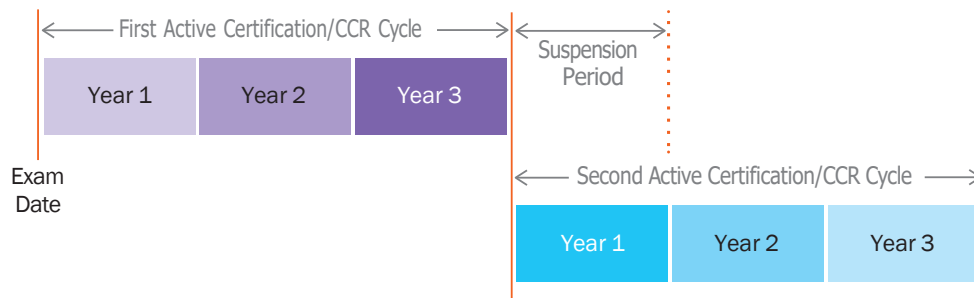 First Active Certification/CCR Cycle
Suspension
Period
Year 1
Year 2
Year 3
Exam
Date
Second Active Certification/CCR Cycle
Year 1
Year 2
Year 3